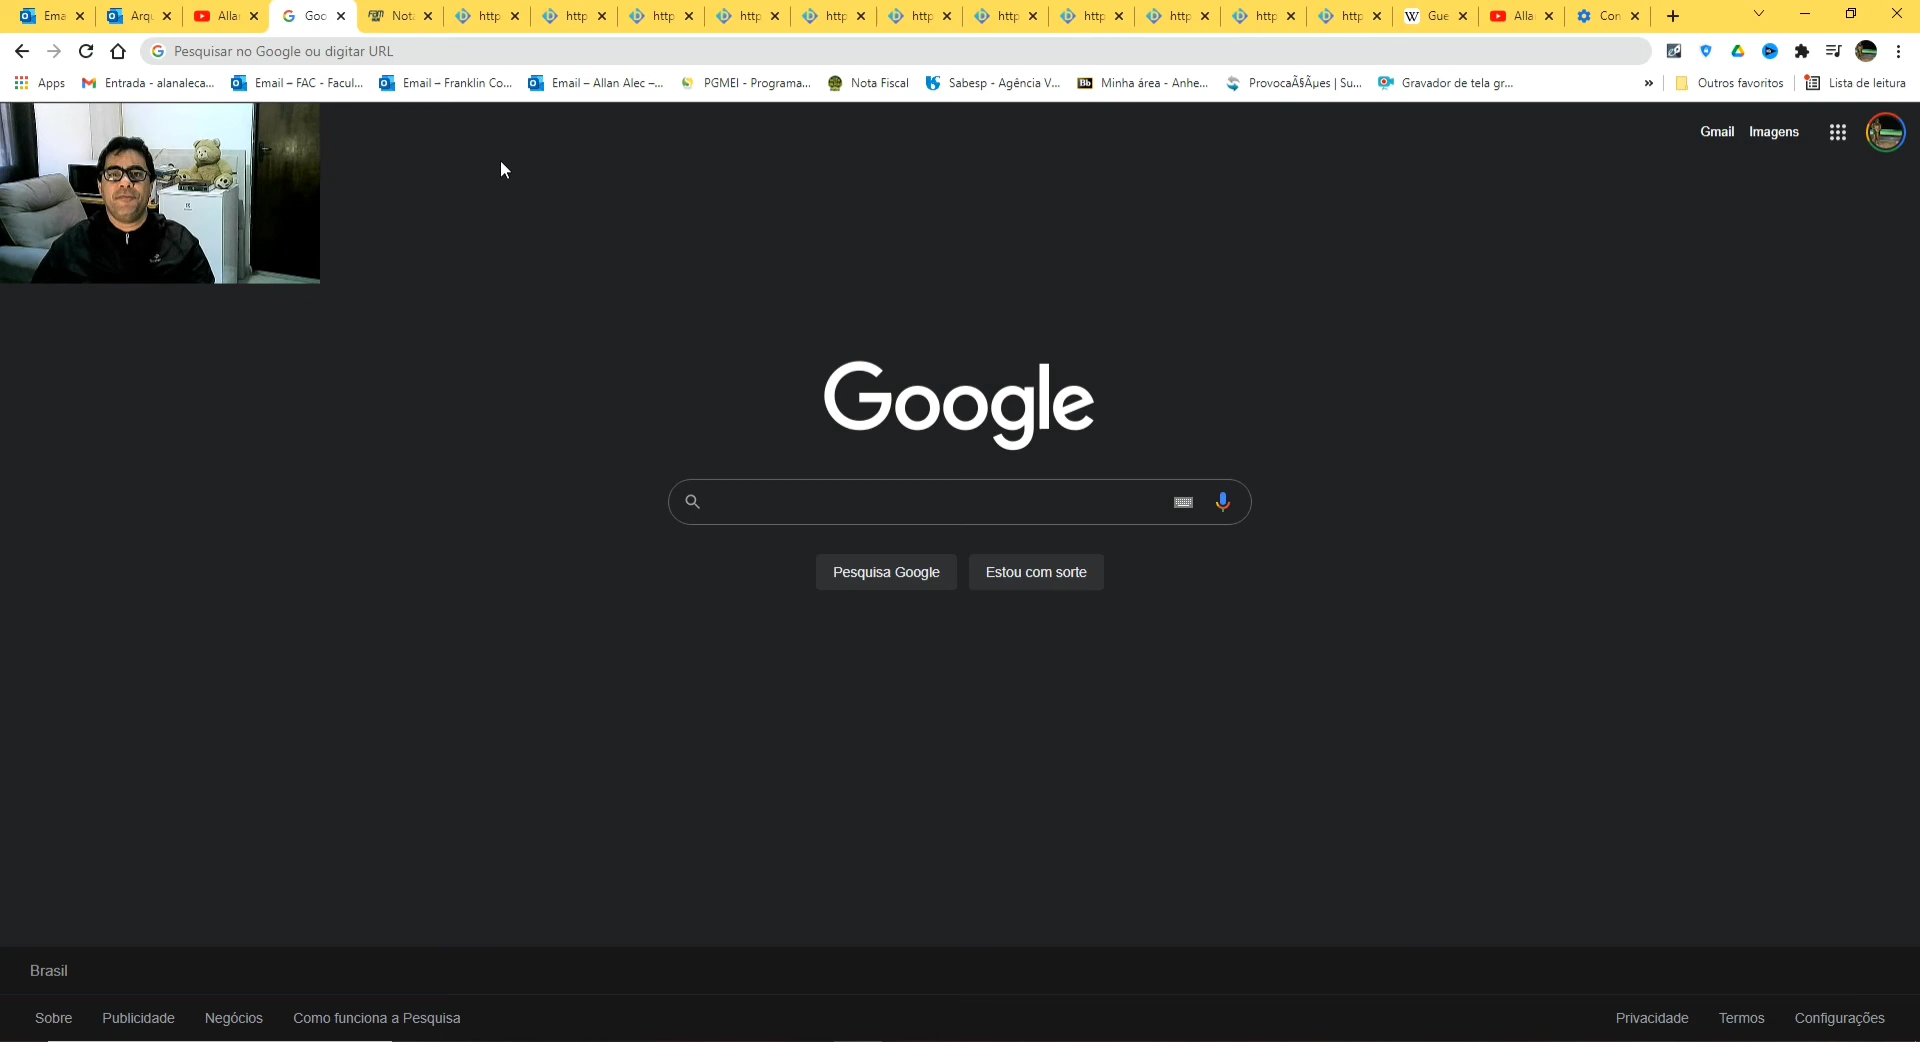 Ema Arqu Alla Goo Not http http http http http http http http http http http Gue Alla Con
Pesquisar no Google ou digitar URL
Apps Entrada - alanaleca... Email – FAC - Facul... Email – Franklin Co... Email – Allan Alec –... PGMEI - Programa... Nota Fiscal Sabesp - Agência V... Minha área - Anhe... ProvocaÃ§Ãµes | Su... Gravador de tela gr... » Outros favoritos Lista de leitura
Gmail Imagens
Google
Pesquisa Google Estou com sorte
Brasil
Sobre Publicidade Negócios Como funciona a Pesquisa Privacidade Termos Configurações